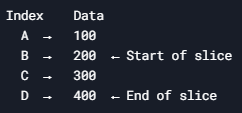 Index    Data
  A  →   100
  B  →   200  ← Start of slice
  C  →   300
  D  →   400  ← End of slice